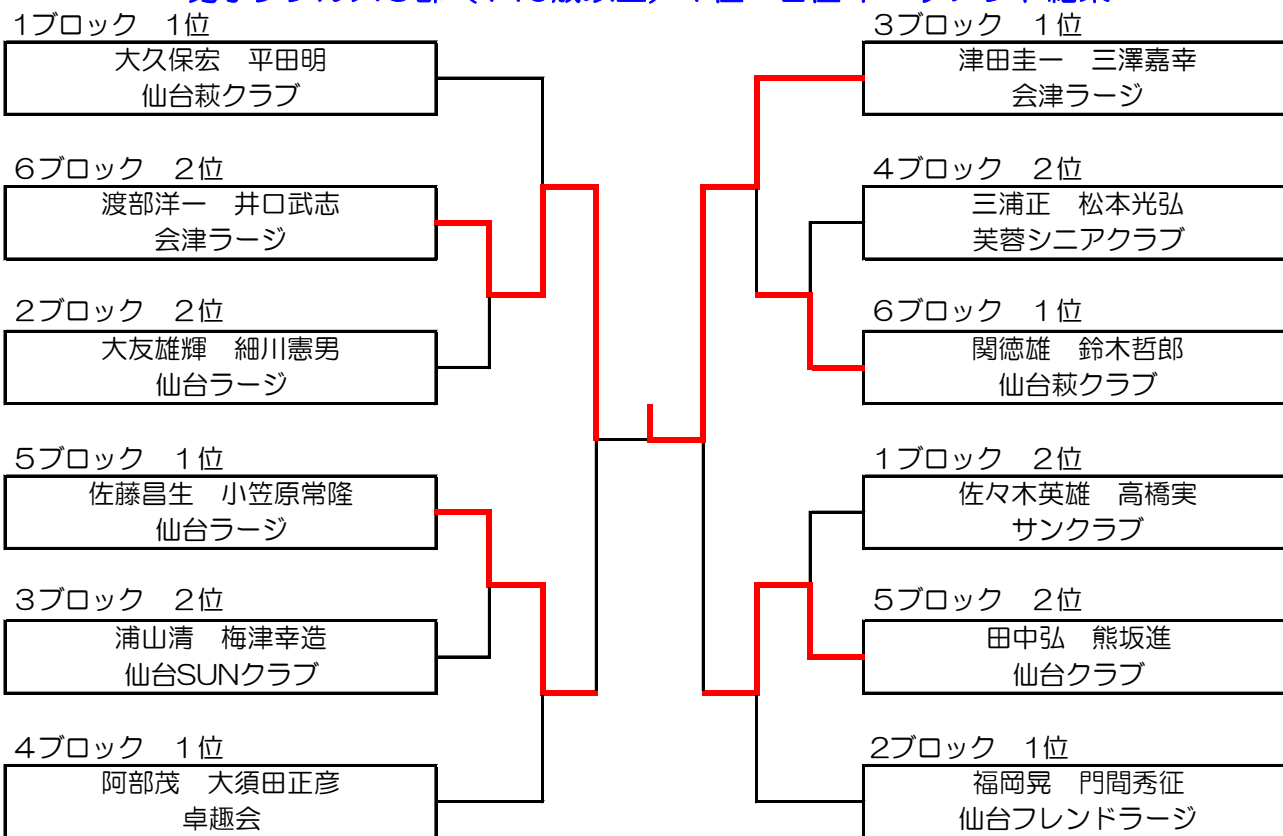 1ブロック　1位
大久保宏　平田明
仙台萩クラブ
6ブロック　2位
渡部洋一　井口武志
会津ラージ
2ブロック　2位
大友雄輝　細川憲男
仙台ラージ
5ブロック　1位
佐藤昌生　小笠原常隆
仙台ラージ
3ブロック　2位
浦山清　梅津幸造
仙台SUNクラブ
4ブロック　1位
阿部茂　大須田正彦
卓趣会
3ブロック　1位
津田圭一　三澤嘉幸
会津ラージ
4ブロック　2位
三浦正　松本光弘
芙蓉シニアクラブ
6ブロック　1位
関徳雄　鈴木哲郎
仙台萩クラブ
1ブロック　2位
佐々木英雄　高橋実
サンクラブ
5ブロック　2位
田中弘　熊坂進
仙台クラブ
2ブロック　1位
福岡晃　門間秀征
仙台フレンドラージ